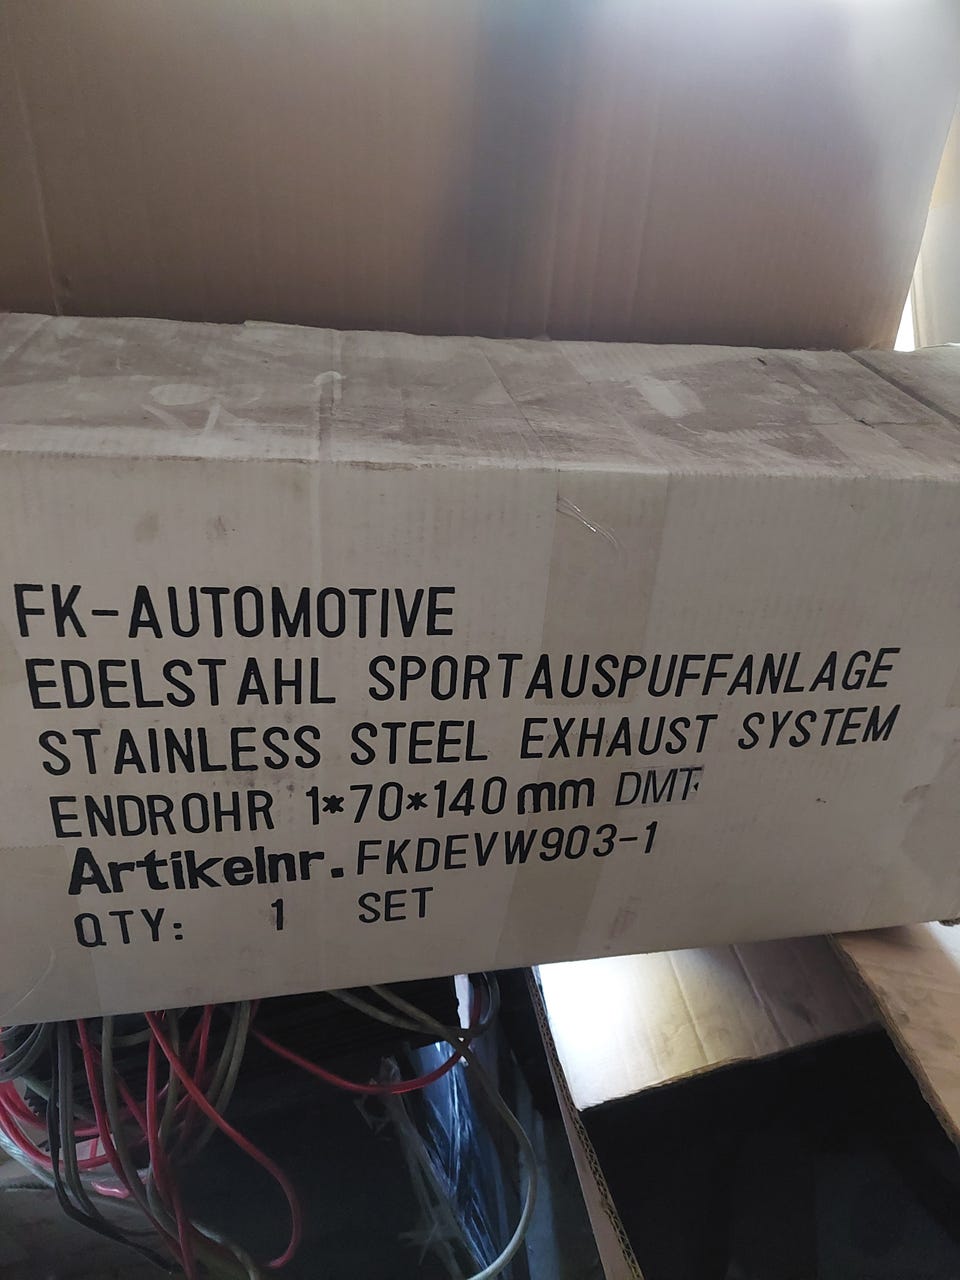 FK-AUTOMOTIVE
EDELSTAHL SPORTAUSPUFFANLAGE
STAINLESS STEEL EXHAUST SYSTEM
ENDROHR 1*70*140mm DMT
Artikelnr. FKDEVW903-1
QTY: 1 SET